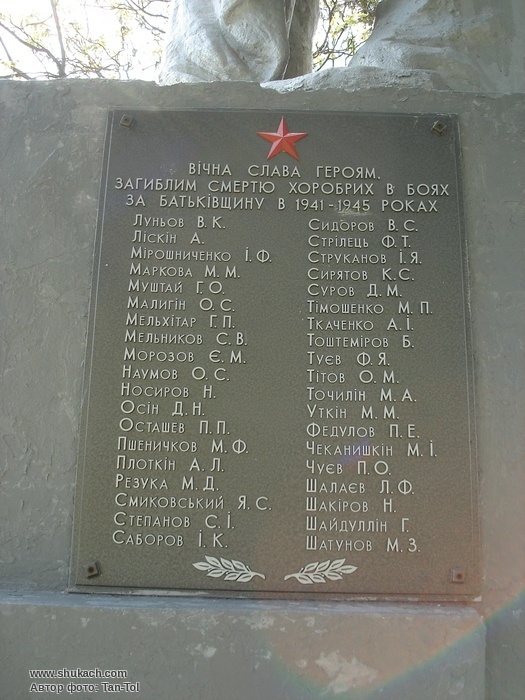 ВІЧНА СЛАВА ГЕРОЯМ.
ЗАГИБЛИМ СМЕРТЮ ХОРОБРИХ В БОЯХ
ЗА БАТЬКІВЩИНУ В 1941-1945 РОКАХ
ЛУНЬОВ В.К.
ЛІСКІН А.
МІРОШНИЧЕНКО І.Ф.
МАРКОВА М.М.
МУШТАЙ Г.О.
МАЛИГІН О.С.
МЕЛЬХІТАР Г.П.
МЕЛЬНИКОВ С.В.
МОРОЗОВ Є.М.
НАУМОВ О.С.
НОСИРОВ Н.
ОСІН Д.Н.
ОСТАШЕВ П.П.
ПШЕНИЧКОВ М.Ф.
ПЛОТКІН А.Л.
РЕЗУКА М.Д.
СМИКОВСЬКИЙ Я.С.
СТЕПАНОВ С.І.
САБОРОВ І.К.
СИДОРОВ В.С.
СТРІЛЕЦЬ Ф.Т.
СТРУКАНОВ І.Я.
СИРЯТОВ К.С.
СУРОВ Д.М.
ТІМОШЕНКО М.П.
ТКАЧЕНКО А.І.
ТОШТЕМІРОВ Б.
ТУЄВ Ф.Я.
ТІТОВ О.М.
ТОЧИЛІН М.А.
УТКІН М.М.
ФЕДУЛОВ П.Е.
ЧЕКАНИШКІН М.І.
ЧУЄВ П.О.
ШАЛАЄВ Л.Ф.
ШАКІРОВ Н.
ШАЙДУЛЛІН Г.
ШАТУНОВ М.З.
www.shukach.com
Автор фото: Tan-Tol